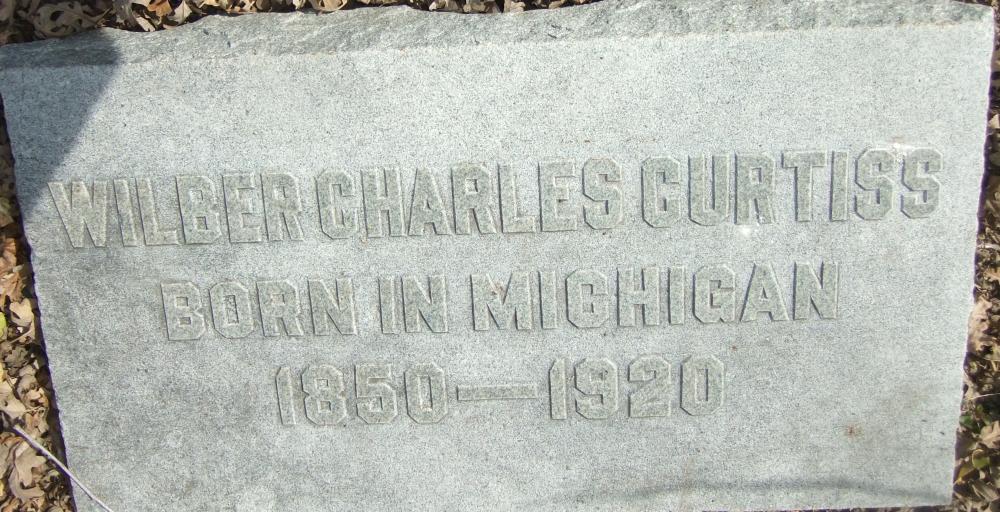 WILBER CHARLES CURTISS
BORN IN MICHIGAN
1850—1920